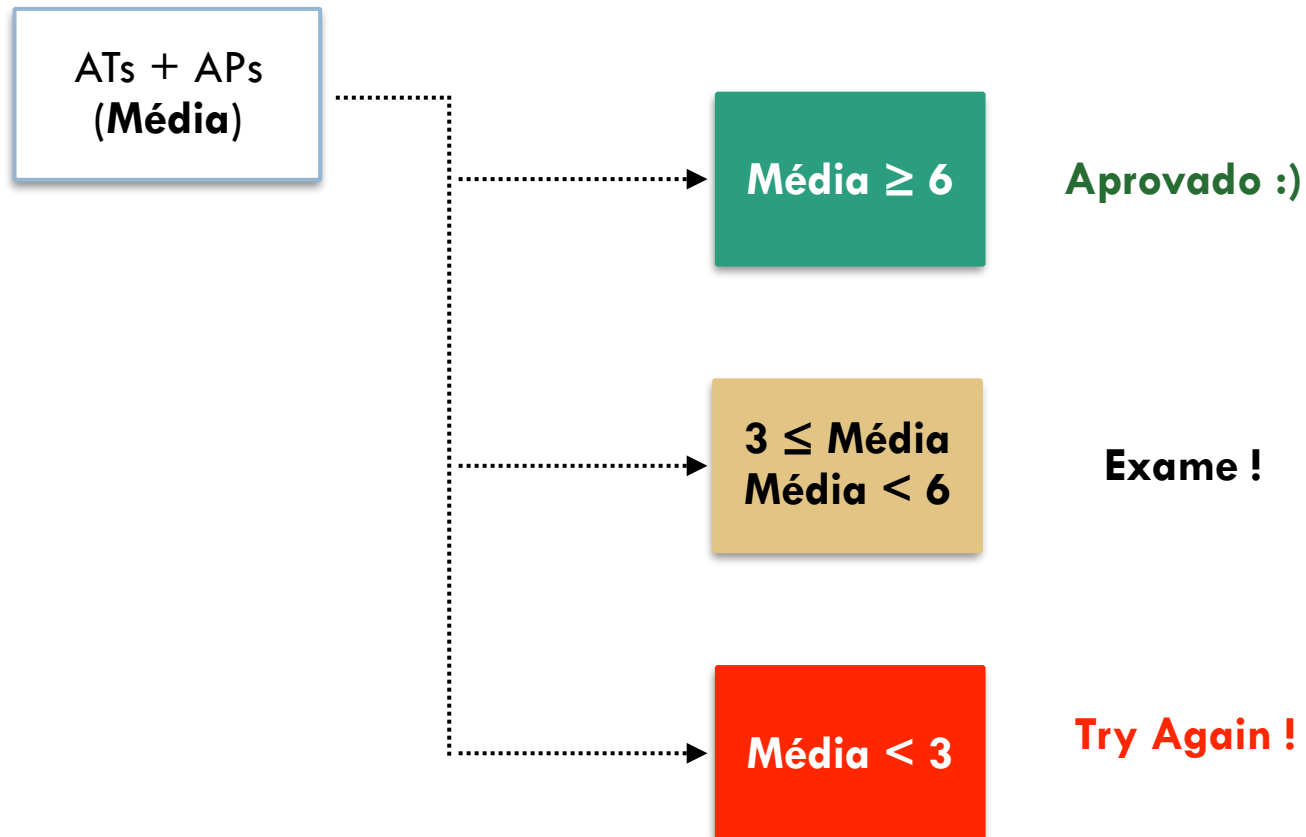 ATs + APs
(Média)
Média ≥ 6
Aprovado :)
3 ≤ Média
Média < 6
Exame !
Média < 3
Try Again !